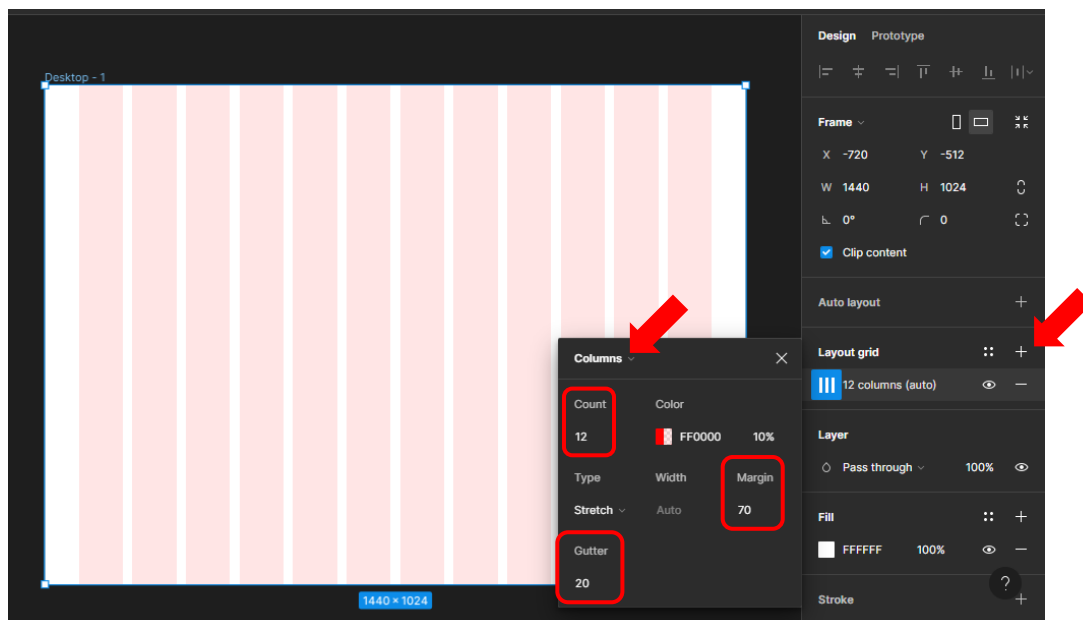 Design Prototype
Desktop - 1
Frame
X -720 Y -512
W 1440 H 1024
0° 0
Clip content
Auto layout
Layout grid
12 columns (auto)
Columns
Count Color
12 FF0000 10%
Type Width Margin
Stretch Auto 70
Gutter
20
Layer
Pass through 100%
Fill
FFFFFF 100%
?
Stroke
1440 × 1024